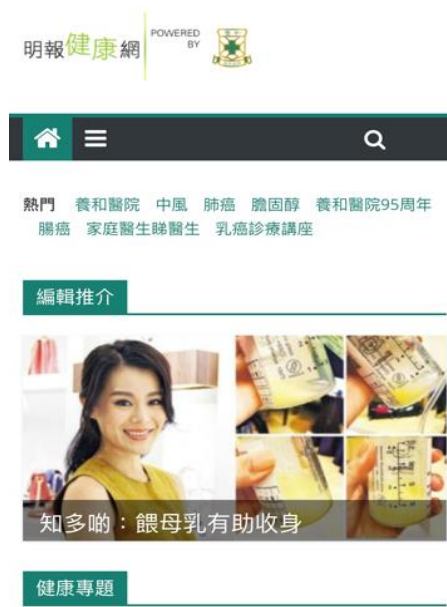 明報健康網 POWERED BY
熱門 養和醫院 中風 肺癌 膽固醇 養和醫院95周年
腸癌 家庭醫生睇醫生 乳癌診療講座
編輯推介
知多啲：餵母乳有助收身
健康專題